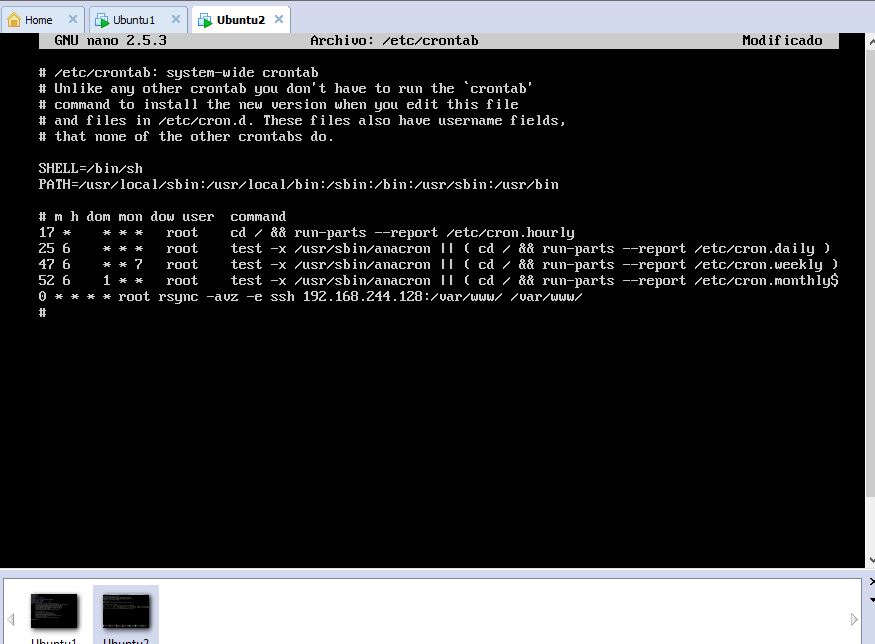 Home
Ubuntu1
Ubuntu2
GNU nano 2.5.3 Archivo: /etc/crontab Modificado
# /etc/crontab: system-wide crontab
# Unlike any other crontab you don't have to run the `crontab'
# command to install the new version when you edit this file
# and files in /etc/cron.d. These files also have username fields,
# that none of the other crontabs do.
SHELL=/bin/sh
PATH=/usr/local/sbin:/usr/local/bin:/sbin:/bin:/usr/sbin:/usr/bin
# m h dom mon dow user  command
17 *    * * *   root    cd / && run-parts --report /etc/cron.hourly
25 6    * * *   root    test -x /usr/sbin/anacron || ( cd / && run-parts --report /etc/cron.daily )
47 6    * * 7   root    test -x /usr/sbin/anacron || ( cd / && run-parts --report /etc/cron.weekly )
52 6    1 * *   root    test -x /usr/sbin/anacron || ( cd / && run-parts --report /etc/cron.monthly$
0 * * * * root rsync -avz -e ssh 192.168.244.128:/var/www/ /var/www/
#
Ubuntu1
Ubuntu2